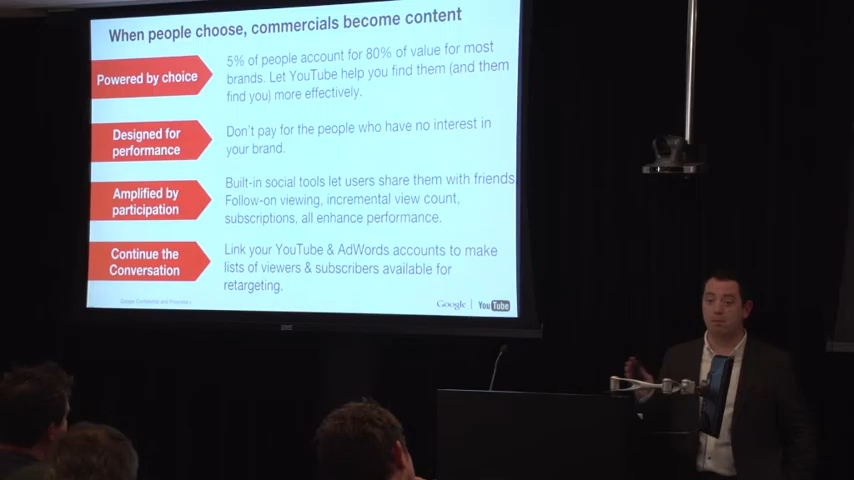 When people choose, commercials become content
Powered by choice
5% of people account for 80% of value for most
brands. Let YouTube help you find them (and them
find you) more effectively.
Designed for
performance
Don't pay for the people who have no interest in
your brand.
Amplified by
participation
Built-in social tools let users share them with friends
Follow-on viewing, incremental view count,
subscriptions, all enhance performance.
Continue the
Conversation
Link your YouTube & AdWords accounts to make
lists of viewers & subscribers available for
retargeting.
Google Confidential and Proprietary
Google | YouTube